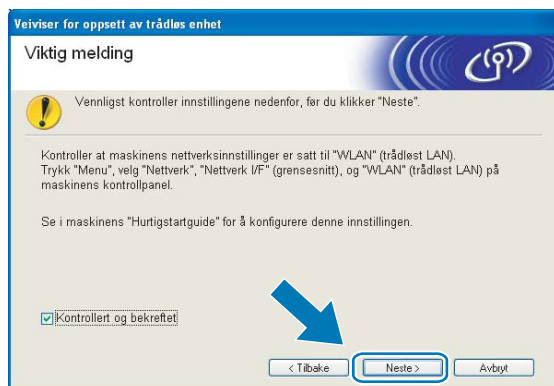 Veiviser for oppsett av trådløs enhet
Viktig melding
Vennligst kontroller innstillingene nedenfor, før du klikker "Neste".
Kontroller at maskinens nettverksinnstillinger er satt til "WLAN" (trådløst LAN).
Trykk "Menu", velg "Nettverk", "Nettverk I/F" (grensesnitt), og "WLAN" (trådløst LAN) på
maskinens kontrollpanel.
Se i maskinens "Hurtigstartguide" for å konfigurere denne innstillingen.
Kontrollert og bekreftet
< Tilbake
Neste >
Avbryt